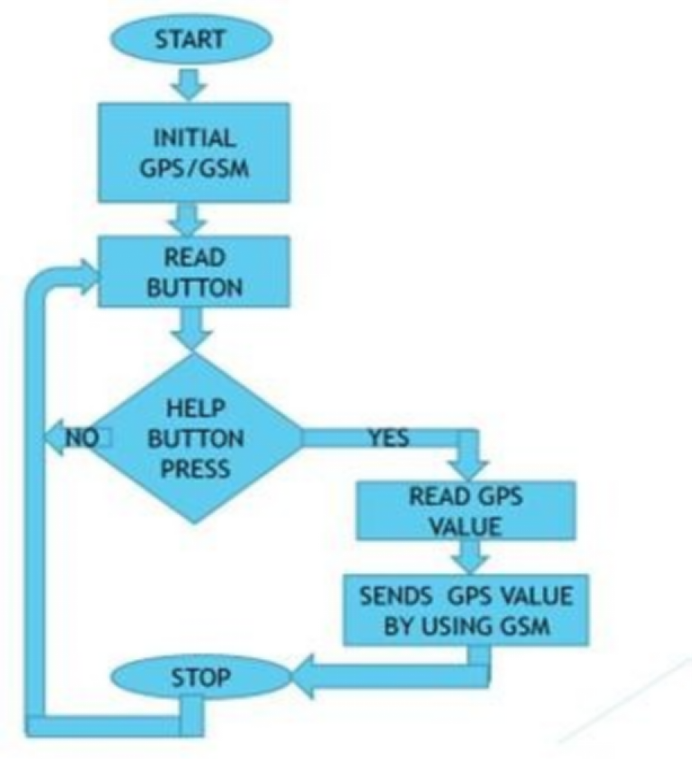 START
INITIAL
GPS/GSM
READ
BUTTON
HELP
BUTTON
PRESS
NO
YES
READ GPS
VALUE
SENDS GPS VALUE
BY USING GSM
STOP